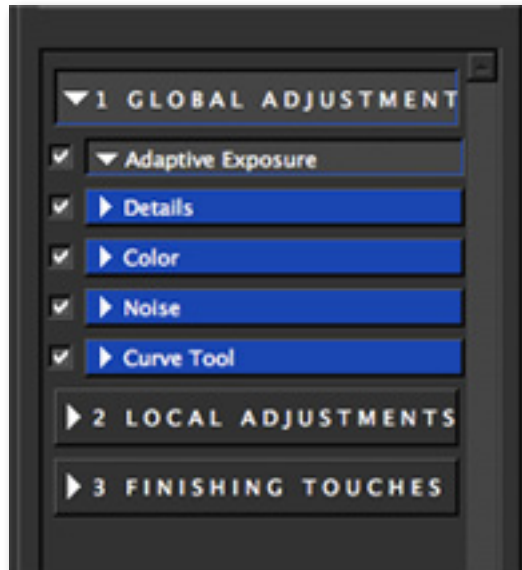 1 GLOBAL ADJUSTMENT
Adaptive Exposure
Details
Color
Noise
Curve Tool
2 LOCAL ADJUSTMENTS
3 FINISHING TOUCHES